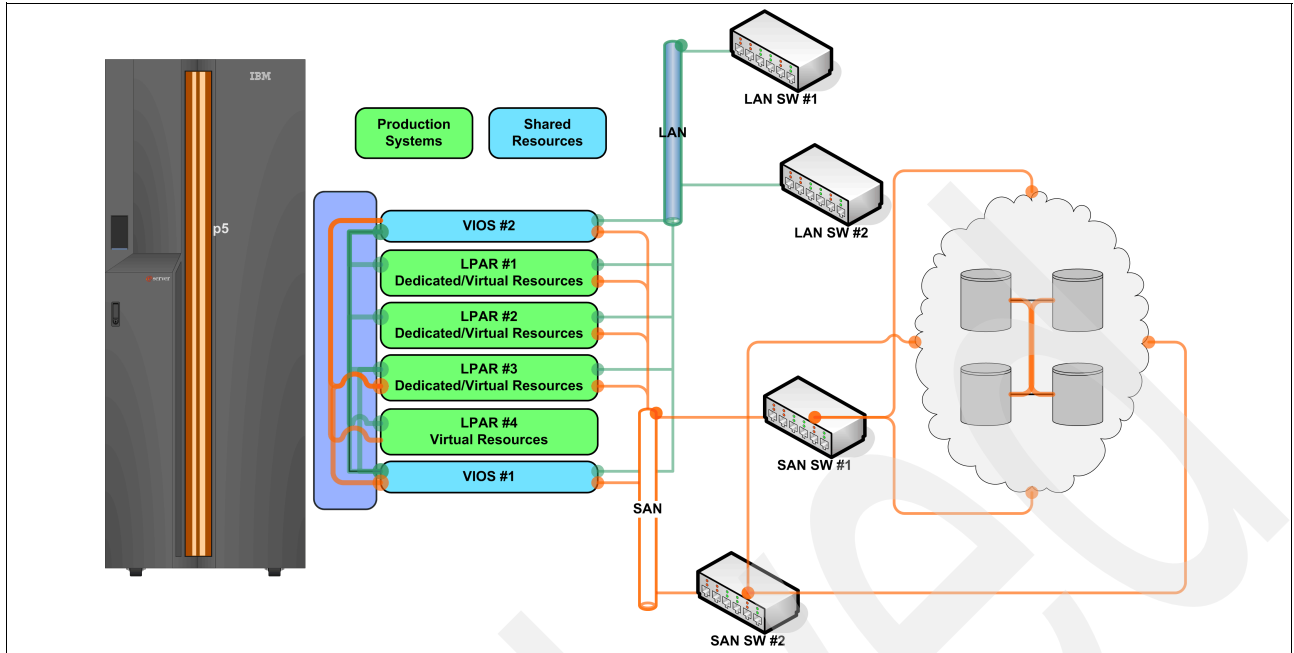 IBM
p5
server
Production
Systems
Shared
Resources
LAN
LAN SW #1
LAN SW #2
VIOS #2
LPAR #1
Dedicated/Virtual Resources
LPAR #2
Dedicated/Virtual Resources
LPAR #3
Dedicated/Virtual Resources
LPAR #4
Virtual Resources
VIOS #1
SAN
SAN SW #1
SAN SW #2